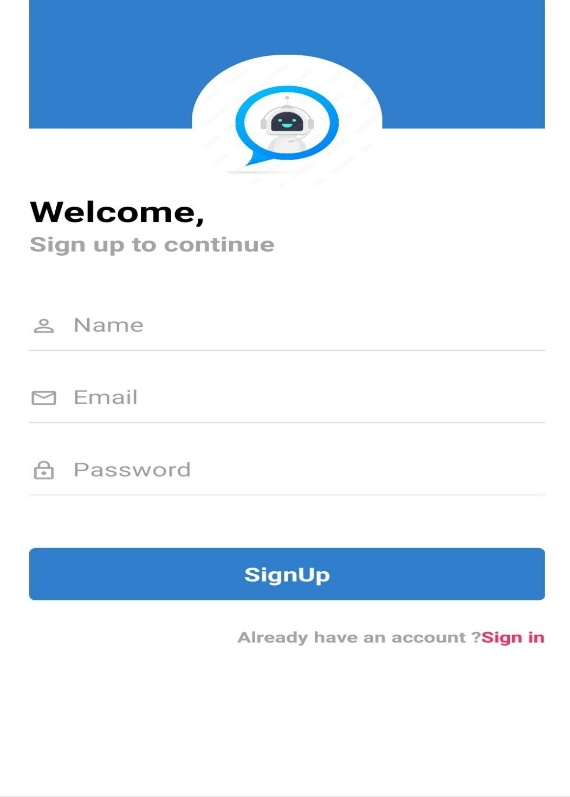 Welcome,
Sign up to continue
Name
Email
Password
SignUp
Already have an account ?Sign in